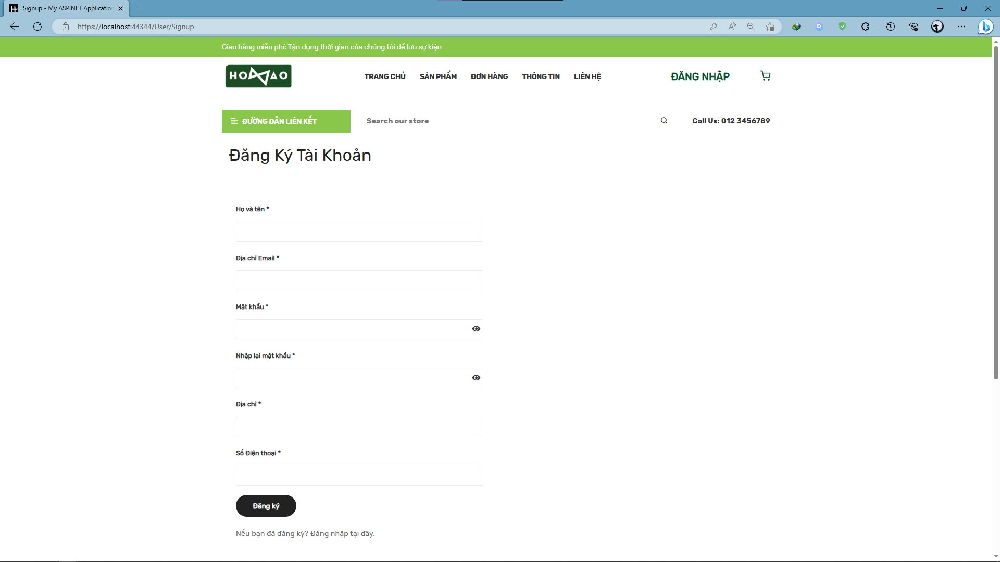 Signup - My ASP.NET Application
https://localhost:44344/User/Signup
Giao hàng miễn phí: Tận dụng thời gian của chúng tôi để lưu sự kiện
HO AO
TRANG CHỦ SẢN PHẨM ĐƠN HÀNG THÔNG TIN LIÊN HỆ
ĐĂNG NHẬP
ĐƯỜNG DẪN LIÊN KẾT
Search our store
Call Us: 012 3456789
Đăng Ký Tài Khoản
Họ và tên *
Địa chỉ Email *
Mật khẩu *
Nhập lại mật khẩu *
Địa chỉ *
Số Điện thoại *
Đăng ký
Nếu bạn đã đăng ký? Đăng nhập tại đây.